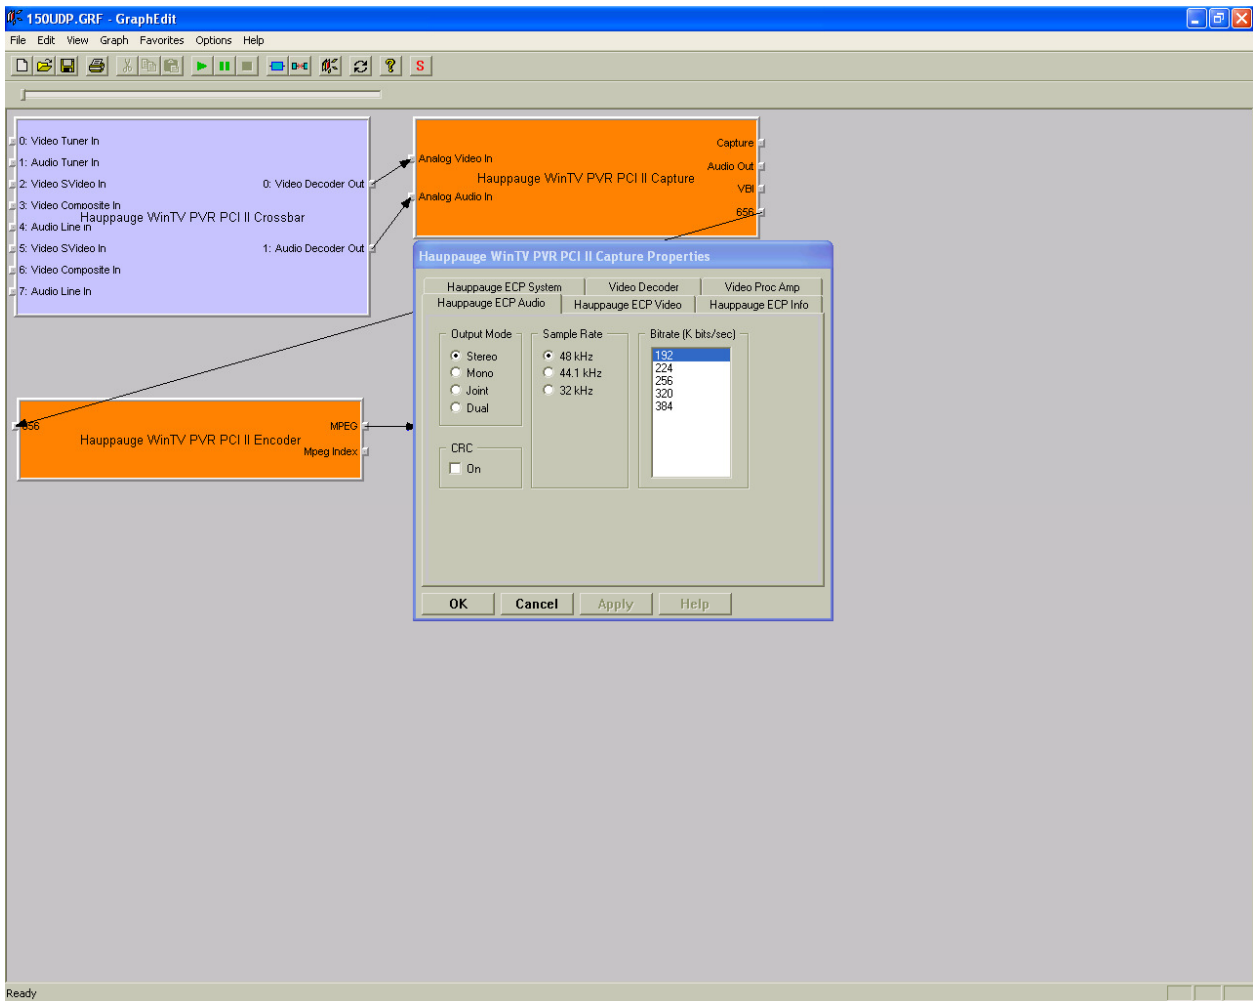 150UDP.GRF - GraphEdit
File Edit View Graph Favorites Options Help
S
0: Video Tuner In
1: Audio Tuner In
2: Video SVideo In
0: Video Decoder Out
3: Video Composite In
Hauppauge WinTV PVR PCI II Crossbar
4: Audio Line in
5: Video SVideo In
1: Audio Decoder Out
6: Video Composite In
7: Audio Line In
Capture
Analog Video In
Audio Out
Hauppauge WinTV PVR PCI II Capture
VBI
Analog Audio In
656
656
MPEG
Hauppauge WinTV PVR PCI II Encoder
Mpeg Index
Hauppauge WinTV PVR PCI II Capture Properties
Hauppauge ECP System
Video Decoder
Video Proc Amp
Hauppauge ECP Audio
Hauppauge ECP Video
Hauppauge ECP Info
Output Mode
Stereo
Mono
Joint
Dual
Sample Rate
48 kHz
44.1 kHz
32 kHz
Bitrate (K bits/sec)
192
224
256
320
384
CRC
On
OK
Cancel
Apply
Help
Ready